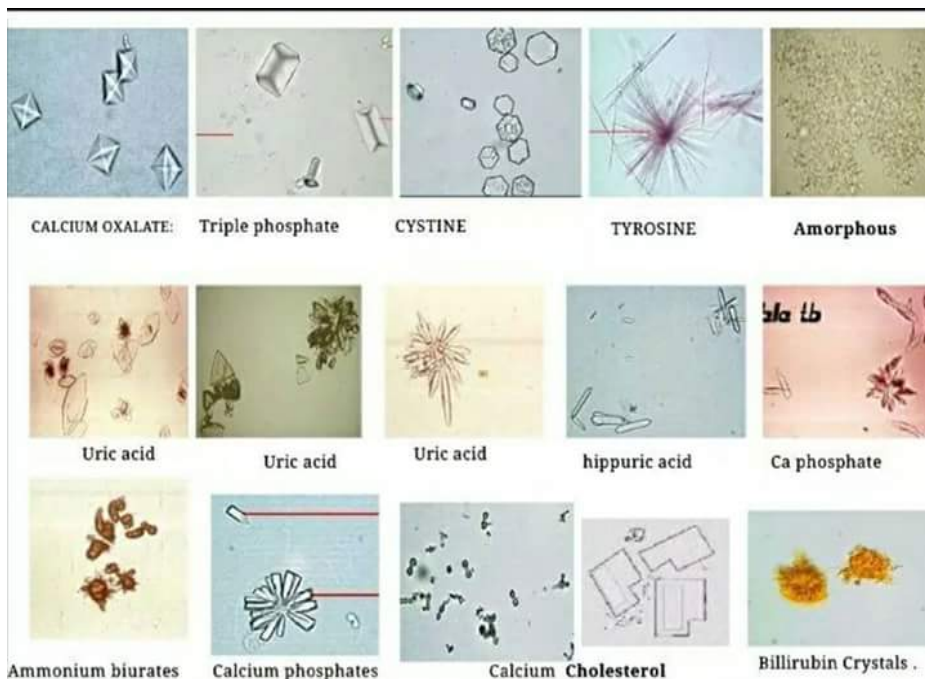 CALCIUM OXALATE: Triple phosphate CYSTINE TYROSINE Amorphous
Uric acid Uric acid Uric acid hippuric acid Ca phosphate
Ammonium biurates Calcium phosphates Calcium Cholesterol Billirubin Crystals .